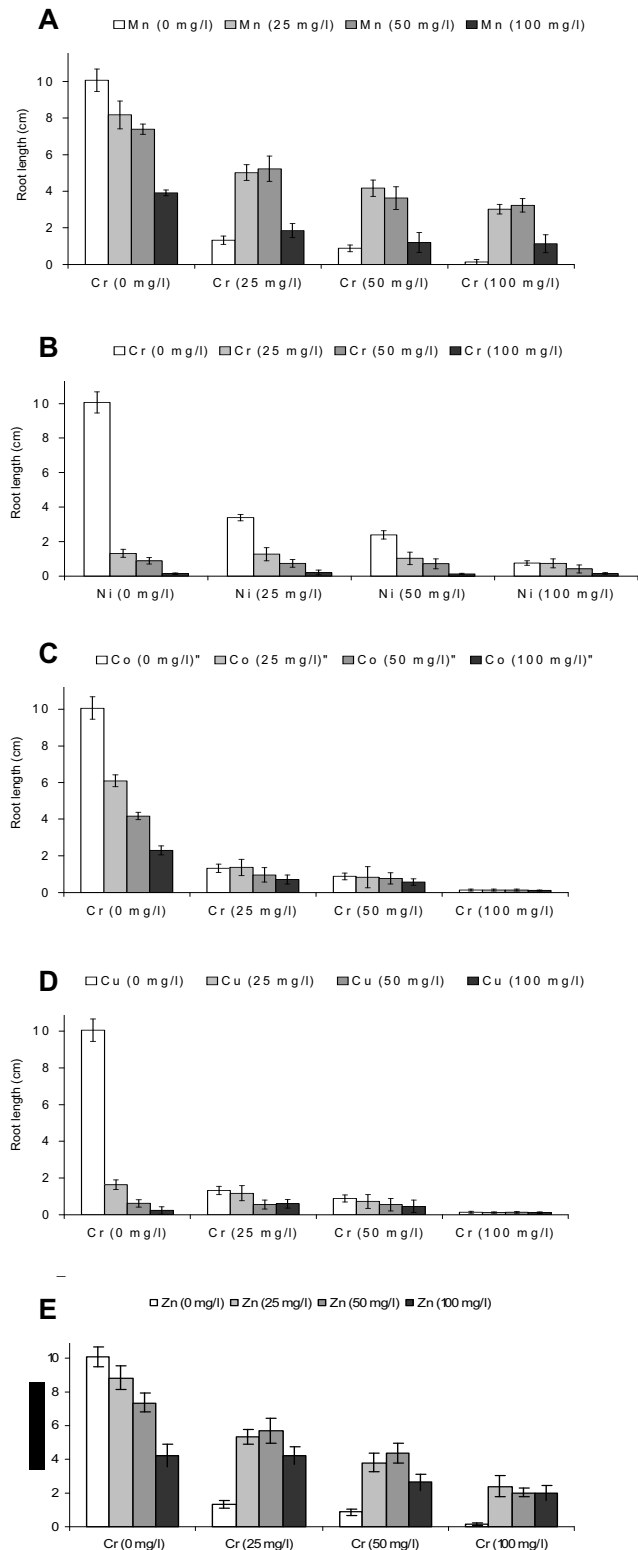 A
Mn (0 mg/l) Mn (25 mg/l) Mn (50 mg/l) Mn (100 mg/l)
Root length (cm)
10
8
6
4
2
0
Cr (0 mg/l) Cr (25 mg/l) Cr (50 mg/l) Cr (100 mg/l)
B
Cr (0 mg/l) Cr (25 mg/l) Cr (50 mg/l) Cr (100 mg/l)
Root length (cm)
10
8
6
4
2
0
Ni (0 mg/l) Ni (25 mg/l) Ni (50 mg/l) Ni (100 mg/l)
C
Co (0 mg/l)" Co (25 mg/l)" Co (50 mg/l)" Co (100 mg/l)"
Root length (cm)
10
8
6
4
2
0
Cr (0 mg/l) Cr (25 mg/l) Cr (50 mg/l) Cr (100 mg/l)
D
Cu (0 mg/l) Cu (25 mg/l) Cu (50 mg/l) Cu (100 mg/l)
Root length (cm)
10
8
6
4
2
0
Cr (0 mg/l) Cr (25 mg/l) Cr (50 mg/l) Cr (100 mg/l)
E
Zn (0 mg/l) Zn (25 mg/l) Zn (50 mg/l) Zn (100 mg/l)
10
8
6
4
2
0
Cr (0 mg/l) Cr (25 mg/l) Cr (50 mg/l) Cr (100 mg/l)